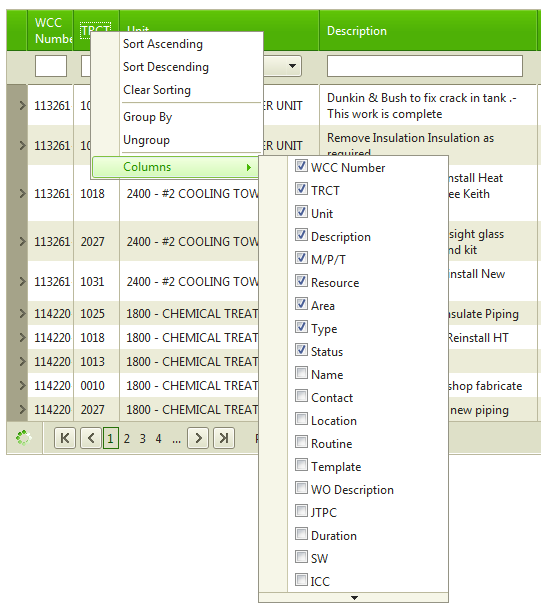 WCC
Number
TRCT
Unit
Description
Sort Ascending
Sort Descending
Clear Sorting
Group By
Ungroup
Columns
WCC Number
TRCT
Unit
Description
M/P/T
Resource
Area
Type
Status
Name
Contact
Location
Routine
Template
WO Description
JTPC
Duration
SW
ICC
113261 10 ER UNIT Dunkin & Bush to fix crack in tank .-
This work is complete
113261 10 ER UNIT Remove Insulation Insulation as
required
113261 1018 2400 - #2 COOLING TOW nstall Heat
ee Keith
113261 2027 2400 - #2 COOLING TOW sight glass
nd kit
113261 1031 2400 - #2 COOLING TOW nstall New
114220 1025 1800 - CHEMICAL TREAT nsulate Piping
114220 1018 1800 - CHEMICAL TREAT Reinstall HT
114220 1013 1800 - CHEMICAL TREAT
114220 0010 1800 - CHEMICAL TREAT shop fabricate
114220 2027 1800 - CHEMICAL TREAT new piping
1 2 3 4 ...